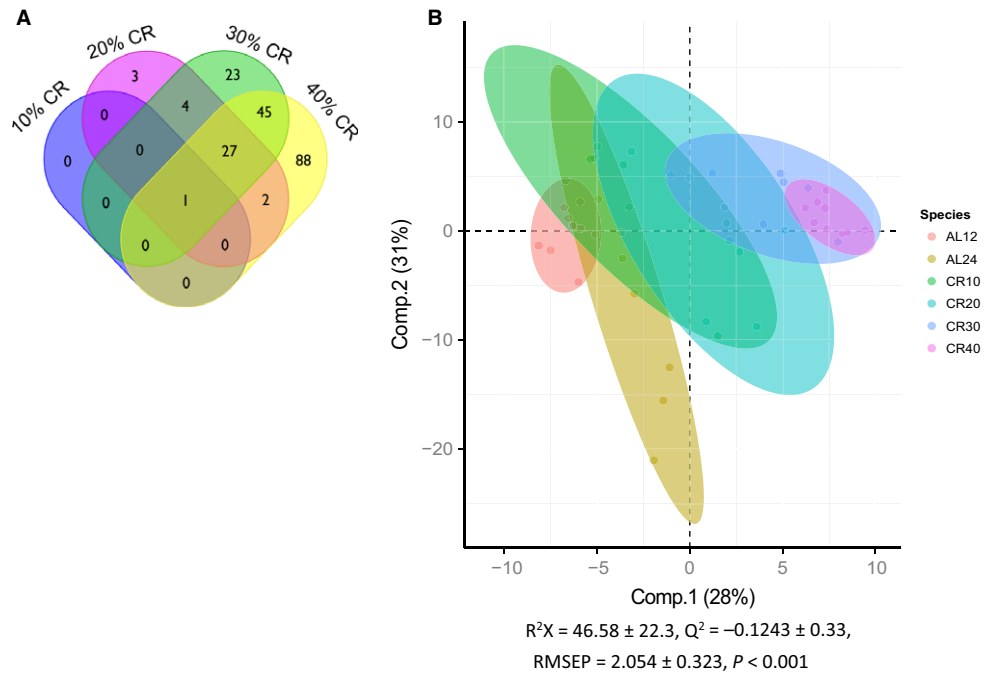 A
10% CR
20% CR
30% CR
40% CR
3
23
0
4
45
0
0
27
88
0
1
2
0
0
0
B
10
0
−10
−20
Comp.2 (31%)
−10
−5
0
5
10
Comp.1 (28%)
Species
AL12
AL24
CR10
CR20
CR30
CR40
R²X = 46.58 ± 22.3, Q² = −0.1243 ± 0.33,
RMSEP = 2.054 ± 0.323, P < 0.001